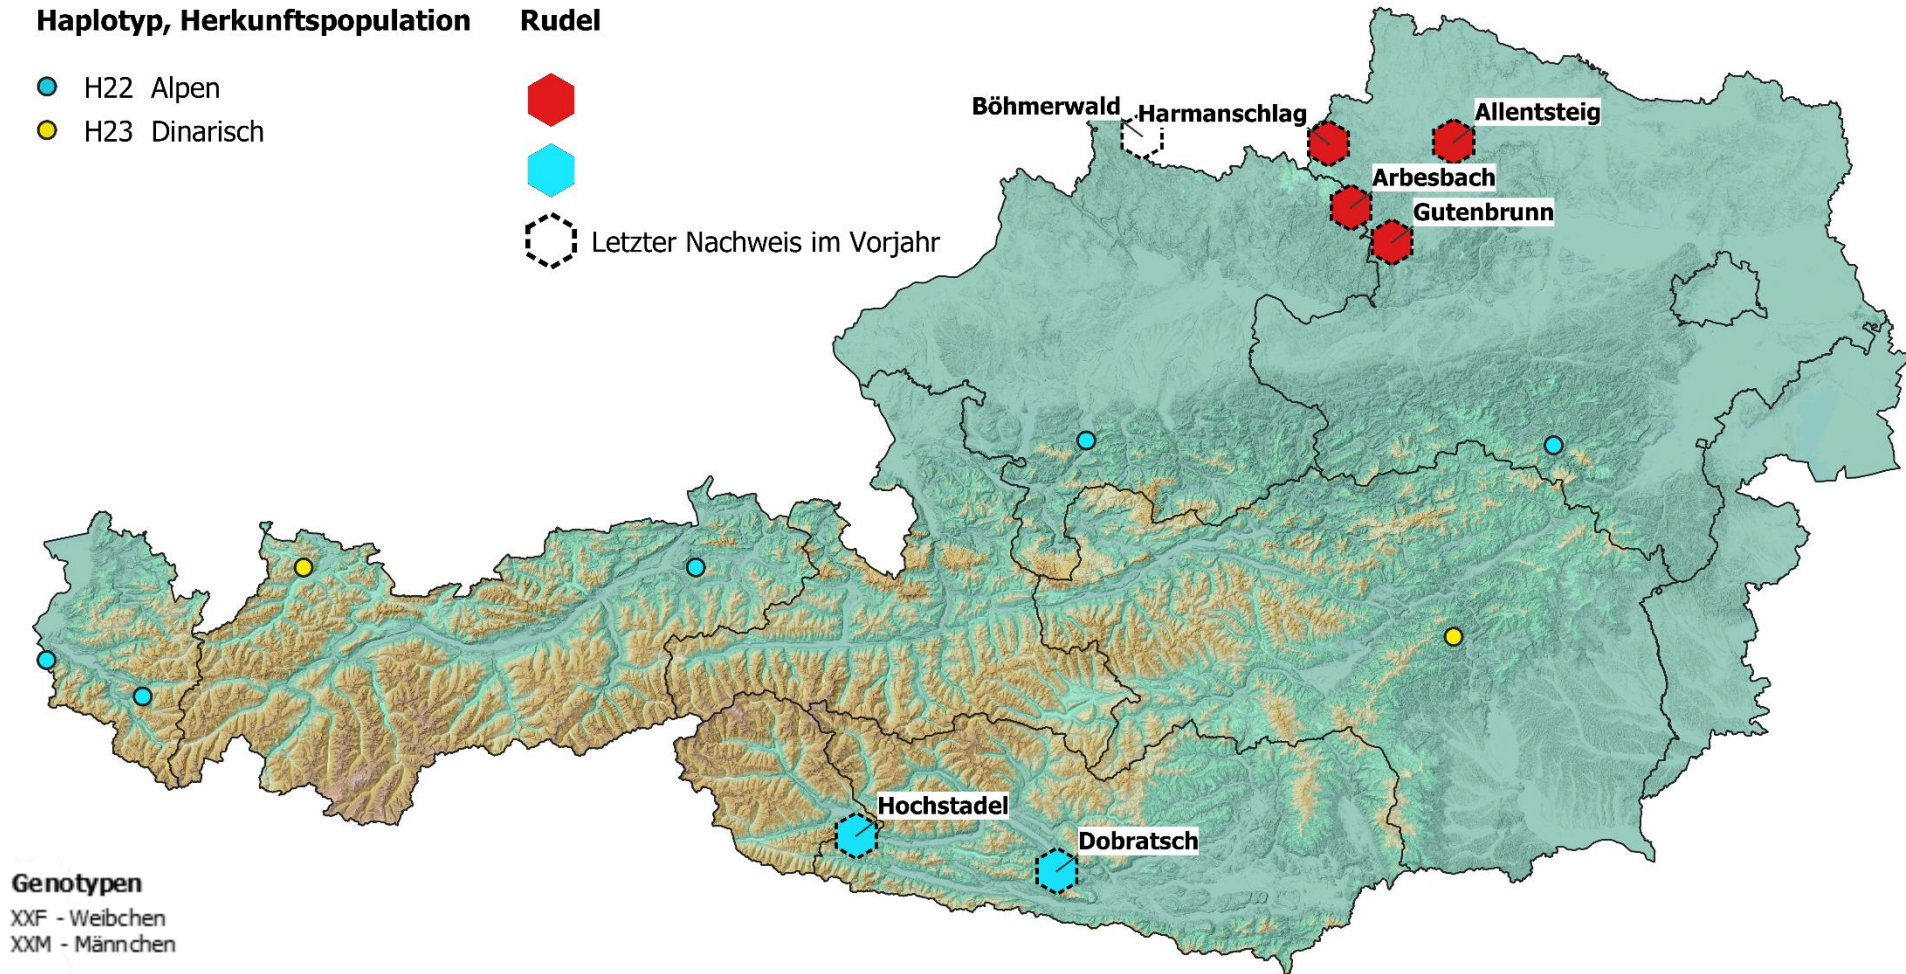 Haplotyp, Herkunftspopulation
H22 Alpen
H23 Dinarisch
Rudel
Letzter Nachweis im Vorjahr
Böhmerwald
Harmanschlag
Allentsteig
Arbesbach
Gutenbrunn
Hochstadel
Dobratsch
Genotypen
XXF - Weibchen
XXM - Männchen